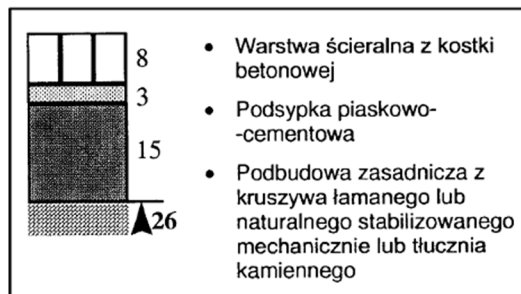 8
3
15
26
• Warstwa ścieralna z kostki
betonowej
• Podsypka piaskowo-
-cementowa
• Podbudowa zasadnicza z
kruszywa łamanego lub
naturalnego stabilizowanego
mechanicznie lub tłucznia
kamiennego